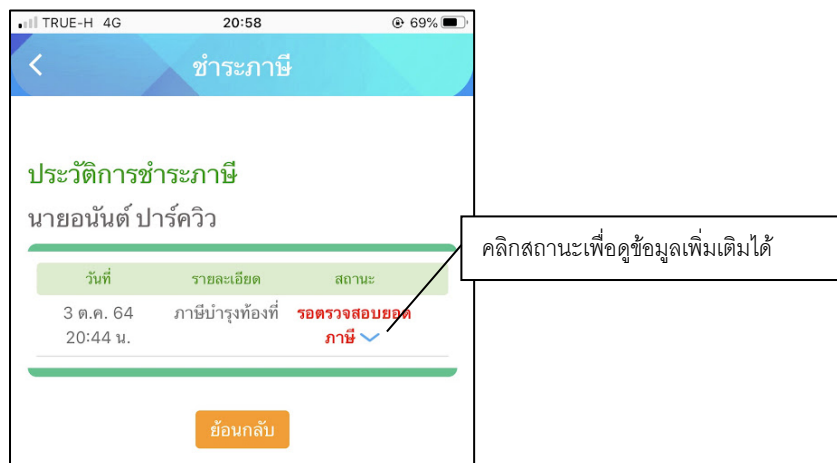 TRUE-H 4G 20:58 69%
ชำระภาษี
ประวัติการชำระภาษี
นายอนันต์ ปาร์ควิว
คลิกสถานะเพื่อดูข้อมูลเพิ่มเติมได้
วันที่ รายละเอียด สถานะ
3 ต.ค. 64 ภาษีบำรุงท้องที่ รอตรวจสอบยอด
20:44 น. ภาษี
ย้อนกลับ